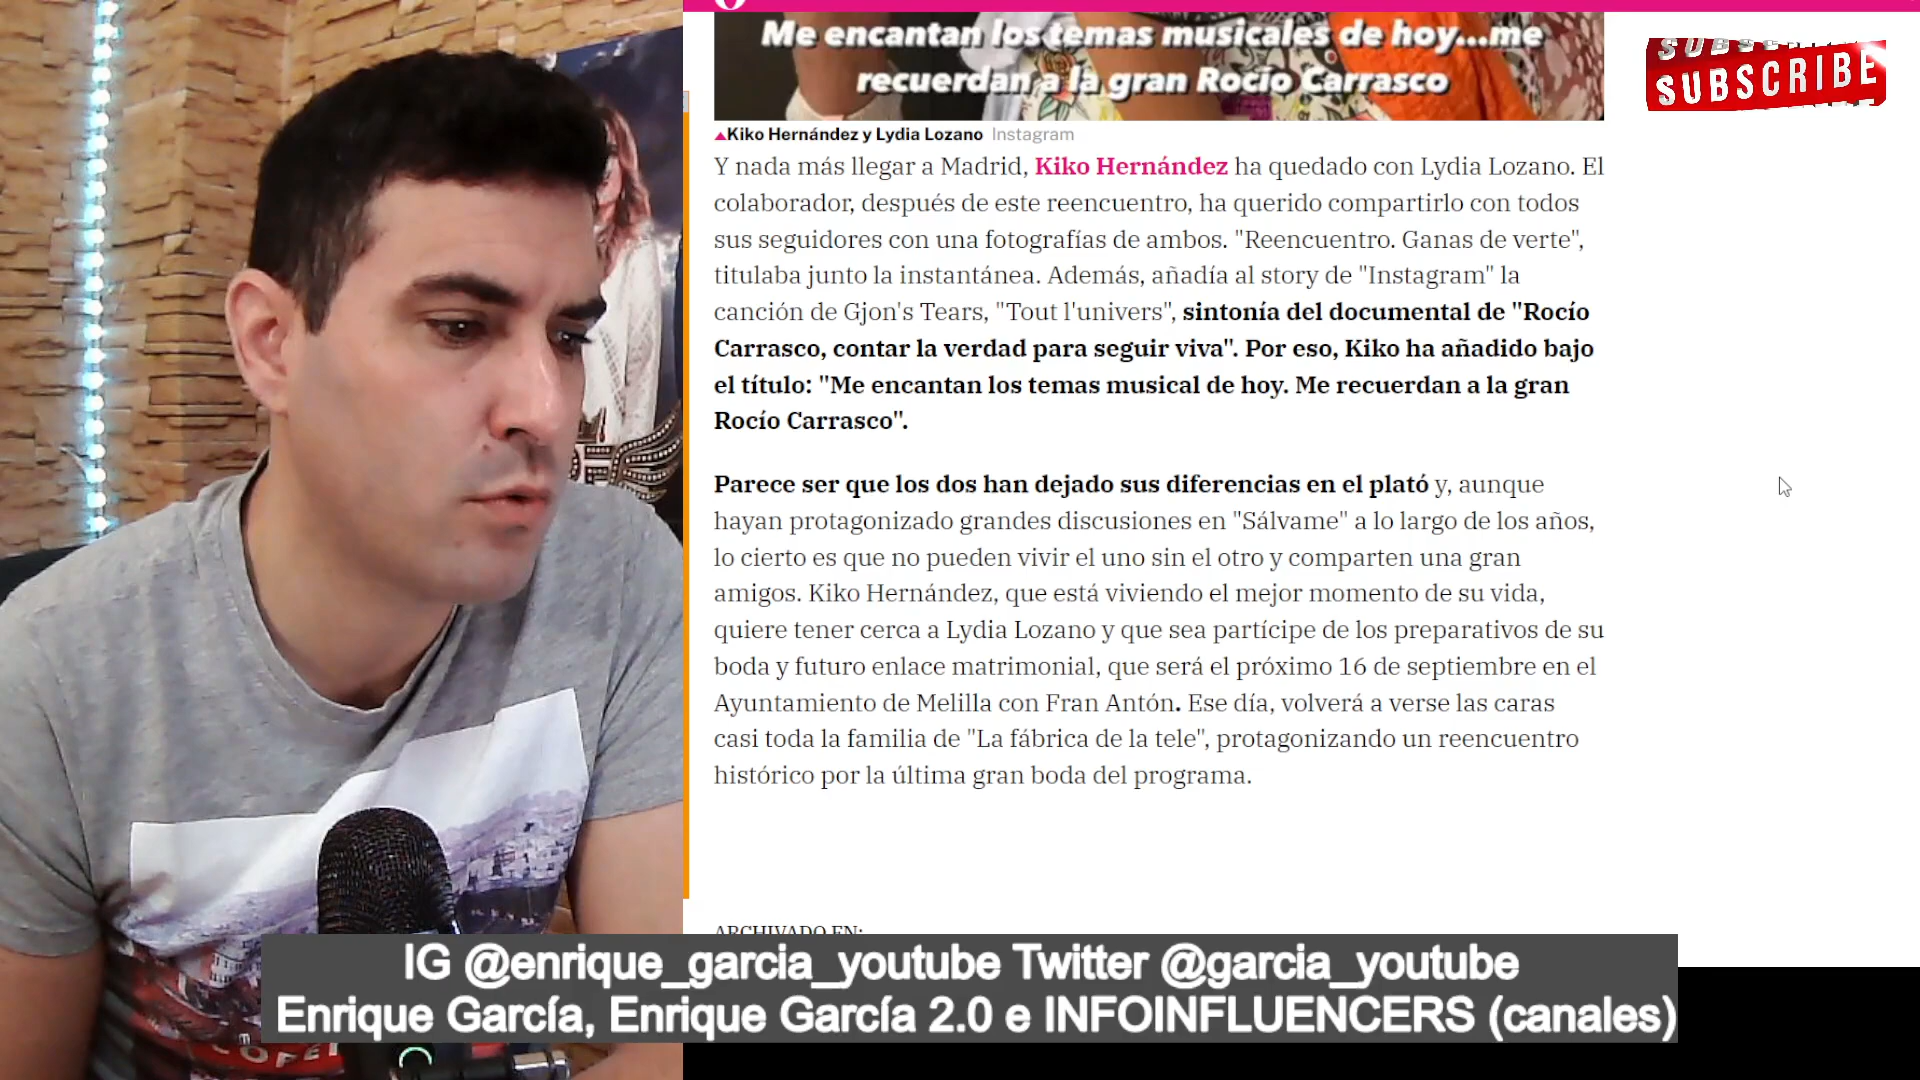 Me encantan los temas musicales de hoy...me
recuerdan a la gran Rocío Carrasco
SUBSCRIBE
Kiko Hernández y Lydia Lozano Instagram
Y nada más llegar a Madrid, Kiko Hernández ha quedado con Lydia Lozano. El
colaborador, después de este reencuentro, ha querido compartirlo con todos
sus seguidores con una fotografías de ambos. "Reencuentro. Ganas de verte",
titulaba junto la instantánea. Además, añadía al story de "Instagram" la
canción de Gjon's Tears, "Tout l'univers", sintonía del documental de "Rocío
Carrasco, contar la verdad para seguir viva". Por eso, Kiko ha añadido bajo
el título: "Me encantan los temas musical de hoy. Me recuerdan a la gran
Rocío Carrasco".
Parece ser que los dos han dejado sus diferencias en el plató y, aunque
hayan protagonizado grandes discusiones en "Sálvame" a lo largo de los años,
lo cierto es que no pueden vivir el uno sin el otro y comparten una gran
amigos. Kiko Hernández, que está viviendo el mejor momento de su vida,
quiere tener cerca a Lydia Lozano y que sea partícipe de los preparativos de su
boda y futuro enlace matrimonial, que será el próximo 16 de septiembre en el
Ayuntamiento de Melilla con Fran Antón. Ese día, volverá a verse las caras
casi toda la familia de "La fábrica de la tele", protagonizando un reencuentro
histórico por la última gran boda del programa.
ARCHIVADO EN:
IG @enrique_garcia_youtube Twitter @garcia_youtube
Enrique García, Enrique García 2.0 e INFOINFLUENCERS (canales)